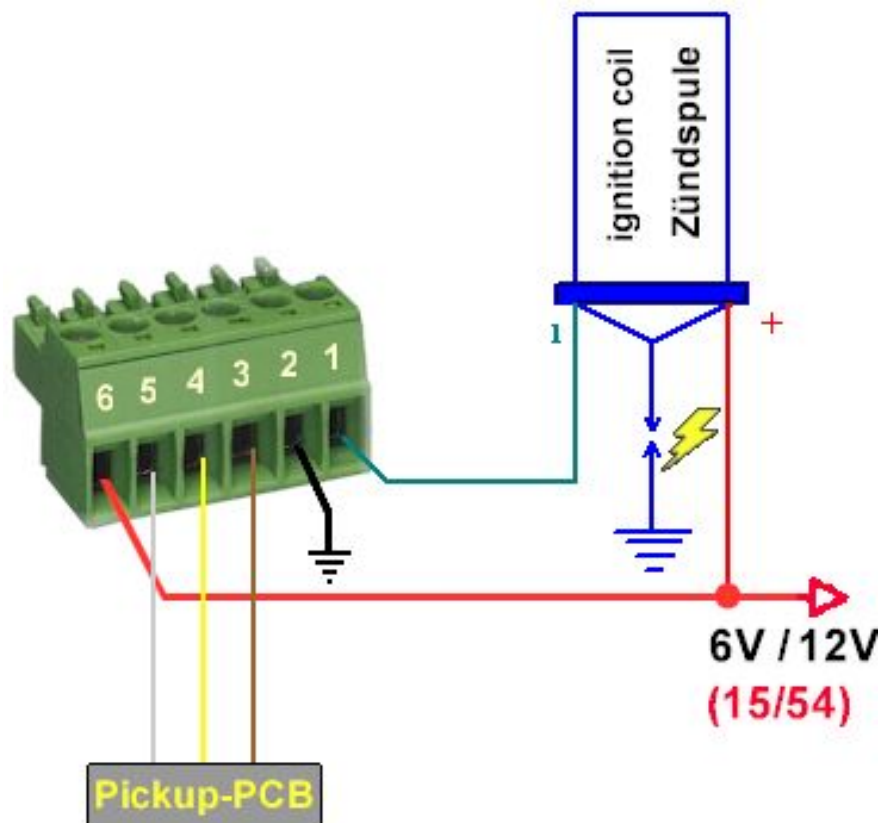 ignition coil
Zündspule
1
+
6 5 4 3 2 1
6V / 12V
(15/54)
Pickup-PCB